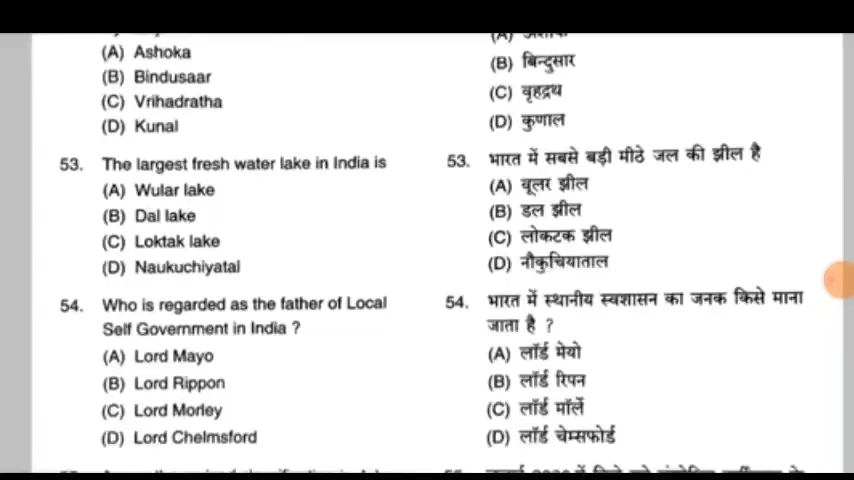 (A) Ashoka
(B) Bindusaar
(C) Vrihadratha
(D) Kunal
53. The largest fresh water lake in India is
(A) Wular lake
(B) Dal lake
(C) Loktak lake
(D) Naukuchiyatal
54. Who is regarded as the father of Local
Self Government in India ?
(A) Lord Mayo
(B) Lord Rippon
(C) Lord Morley
(D) Lord Chelmsford
(A) अशोक
(B) बिन्दुसार
(C) वृहद्रथ
(D) कुणाल
53. भारत में सबसे बड़ी मीठे जल की झील है
(A) वूलर झील
(B) डल झील
(C) लोकटक झील
(D) नौकुचियाताल
54. भारत में स्थानीय स्वशासन का जनक किसे माना
जाता है ?
(A) लॉर्ड मेयो
(B) लॉर्ड रिपन
(C) लॉर्ड मॉर्ले
(D) लॉर्ड चेम्सफोर्ड